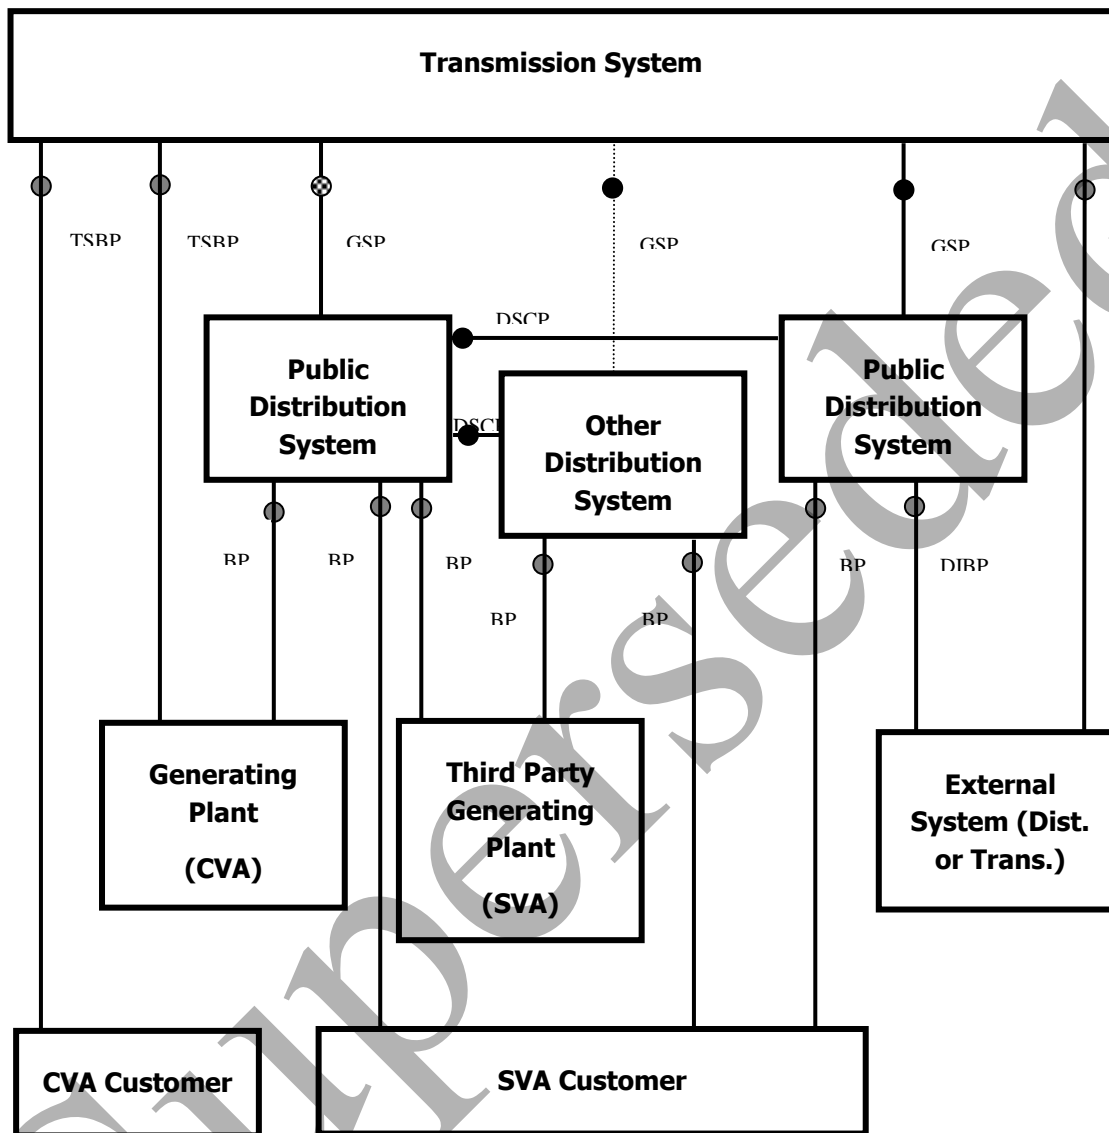 Transmission System
TSBP
TSBP
GSP
GSP
GSP
DSCP
Public
Distribution
System
DSCP
Other
Distribution
System
Public
Distribution
System
BP
BP
BP
BP
BP
BP
DIBP
Generating
Plant
(CVA)
Third Party
Generating
Plant
(SVA)
External
System (Dist.
or Trans.)
CVA Customer
SVA Customer
Superseded